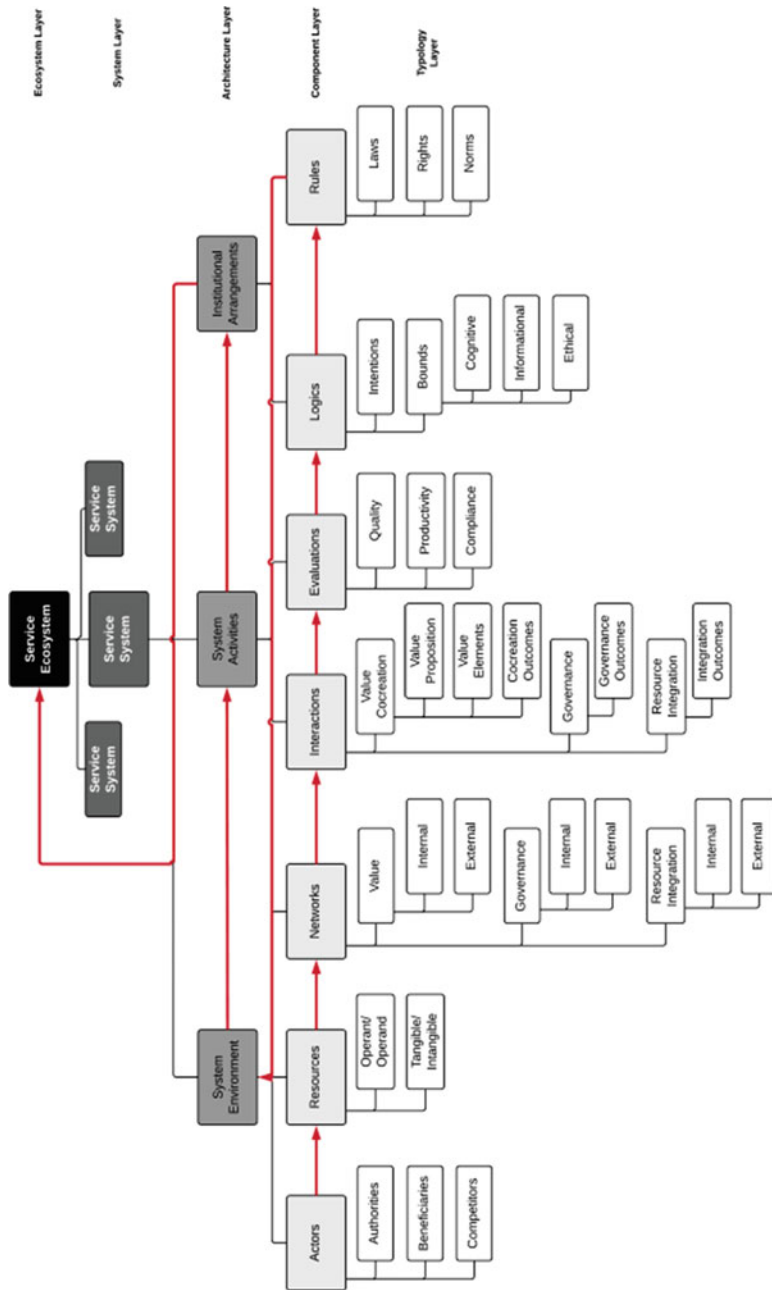 Ecosystem Layer
System Layer
Architecture Layer
Component Layer
Typology
Layer
Service
Ecosystem
Service
System
Service
System
Service
System
System
Environment
System
Activities
Institutional
Arrangements
Actors
Resources
Networks
Interactions
Evaluations
Logics
Rules
Authorities
Beneficiaries
Competitors
Operant/
Operand
Tangible/
Intangible
Value
Internal
External
Governance
Internal
External
Resource
Integration
Internal
External
Value
Cocreation
Value
Proposition
Value
Elements
Cocreation
Outcomes
Governance
Governance
Outcomes
Resource
Integration
Integration
Outcomes
Quality
Productivity
Compliance
Intentions
Bounds
Cognitive
Informational
Ethical
Laws
Rights
Norms